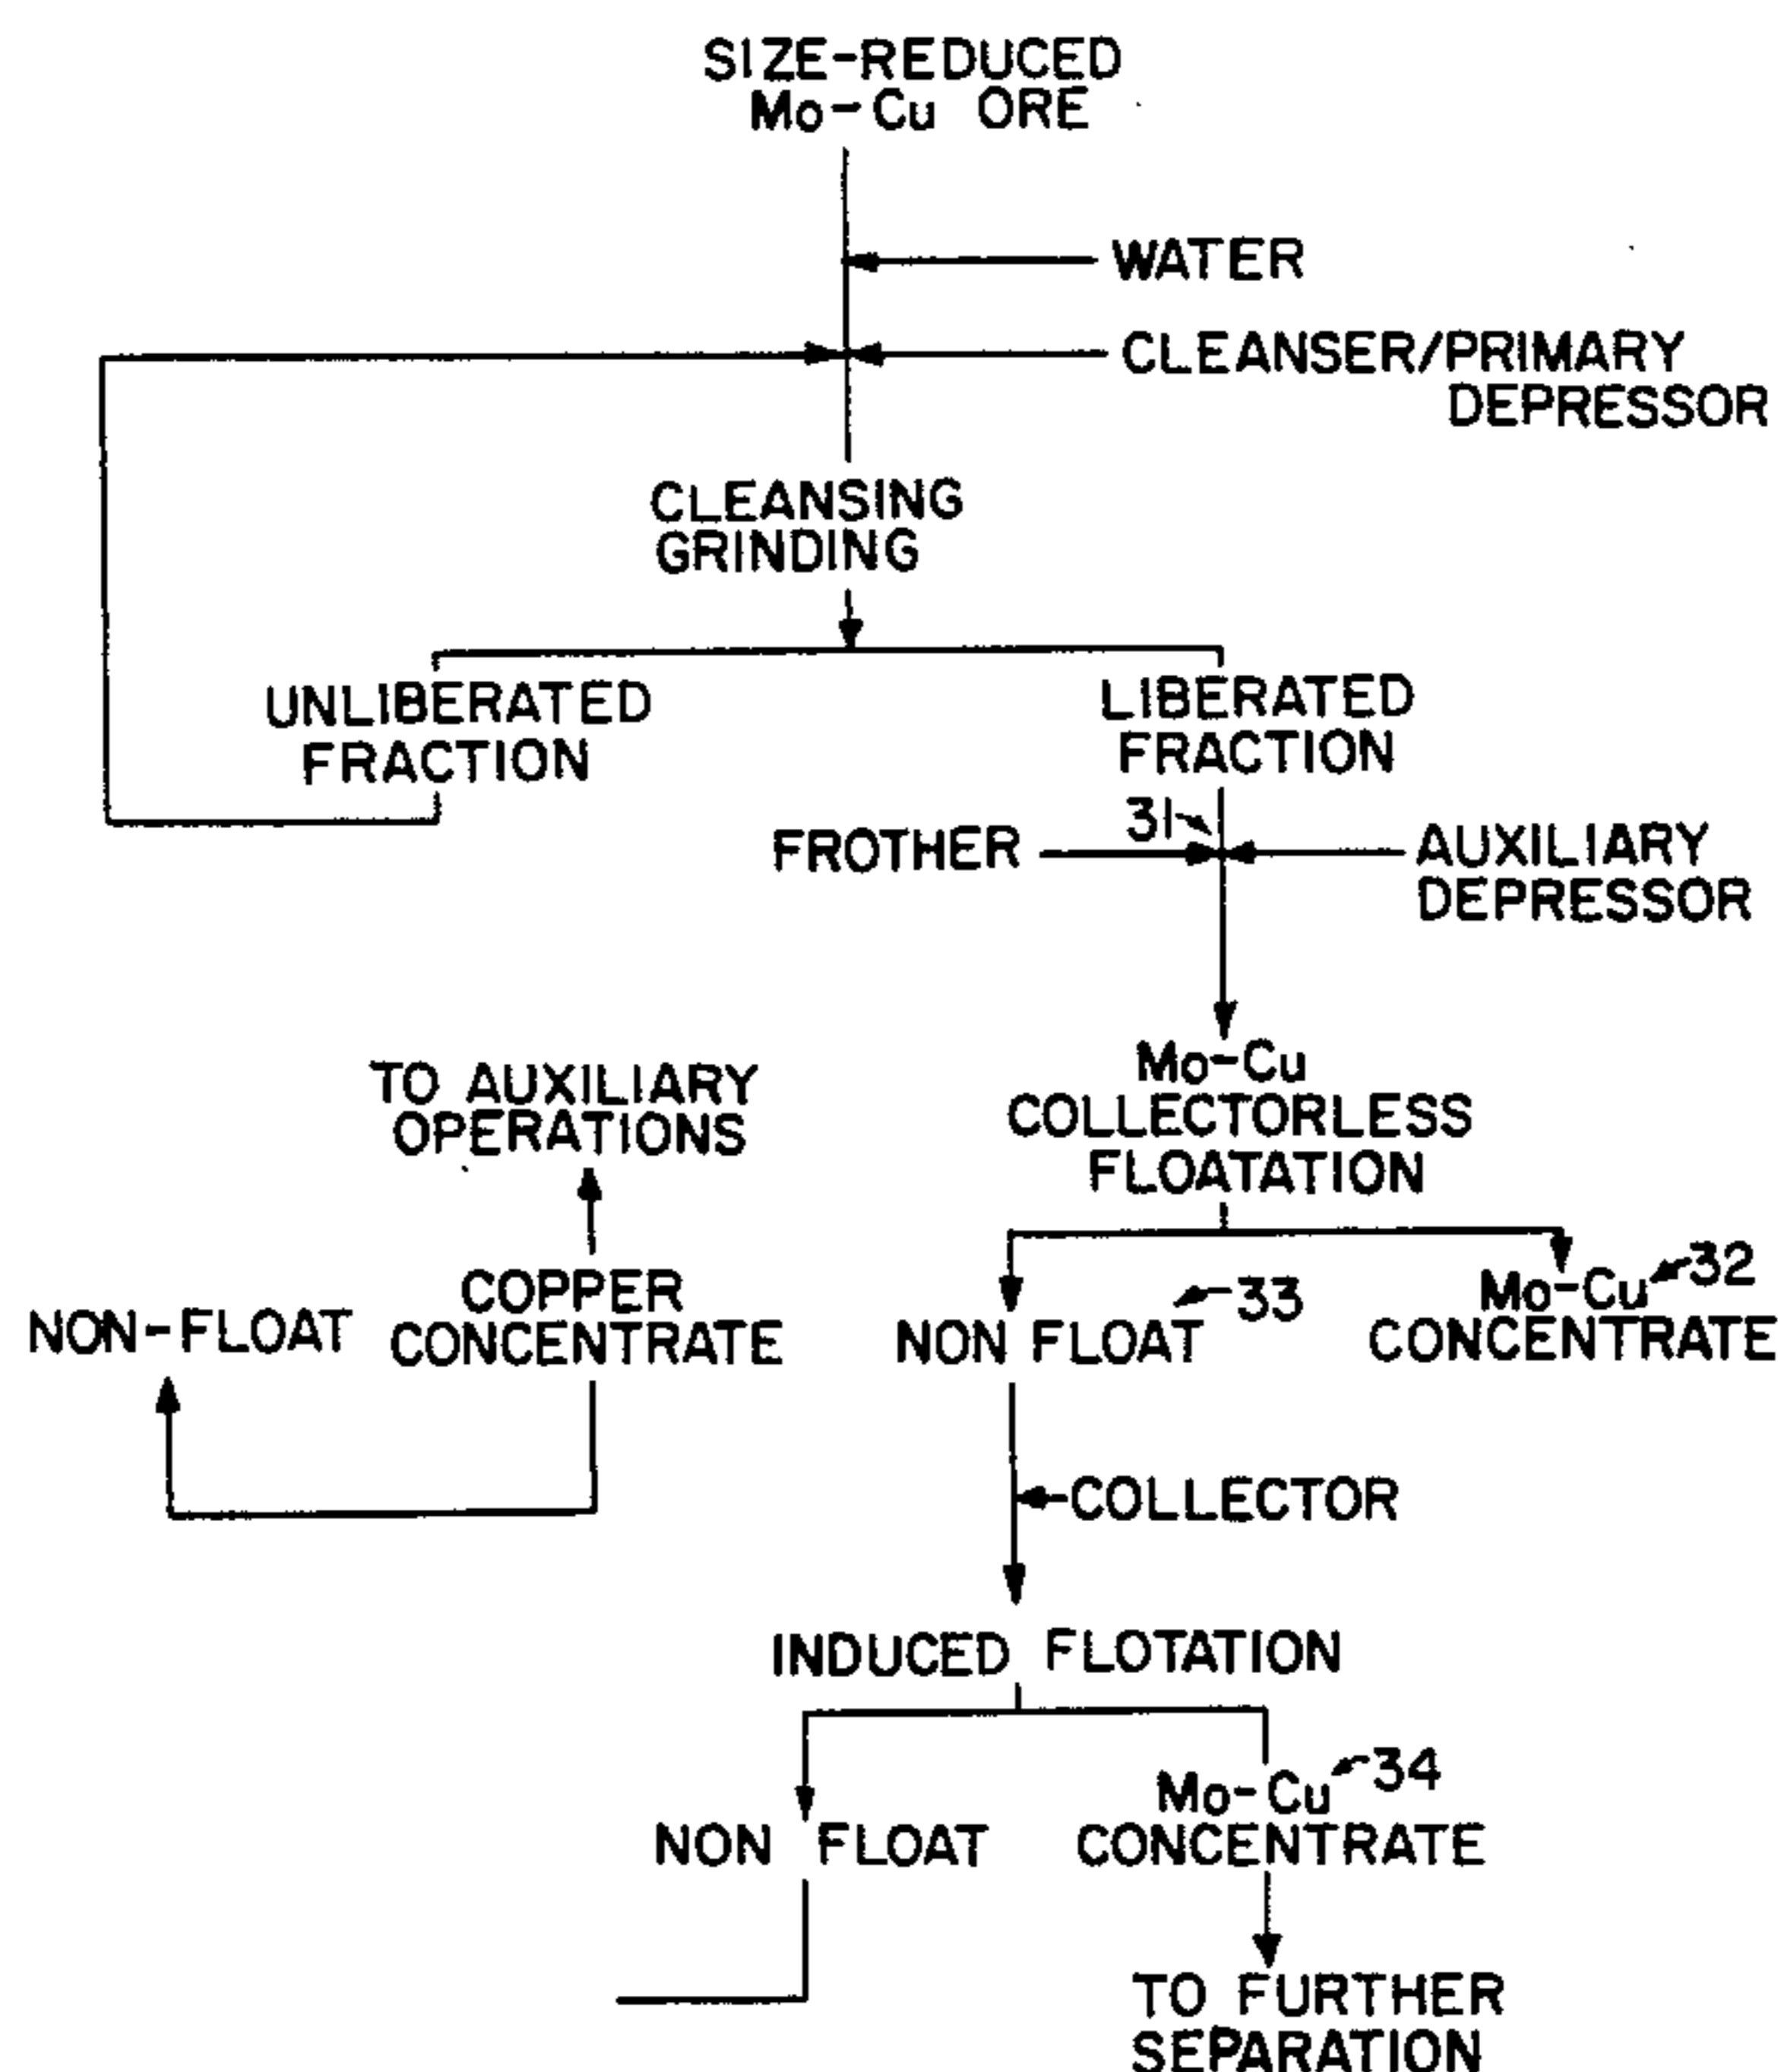 SIZE-REDUCED
Mo-Cu ORE
WATER
CLEANSER/PRIMARY
DEPRESSOR
CLEANSING
GRINDING
UNLIBERATED
FRACTION
LIBERATED
FRACTION
31
FROTHER
AUXILIARY
DEPRESSOR
Mo-Cu
COLLECTORLESS
FLOATATION
TO AUXILIARY
OPERATIONS
COPPER
CONCENTRATE
NON-FLOAT
NON FLOAT
33
Mo-Cu
32
CONCENTRATE
COLLECTOR
INDUCED FLOTATION
NON FLOAT
Mo-Cu
34
CONCENTRATE
TO FURTHER
SEPARATION